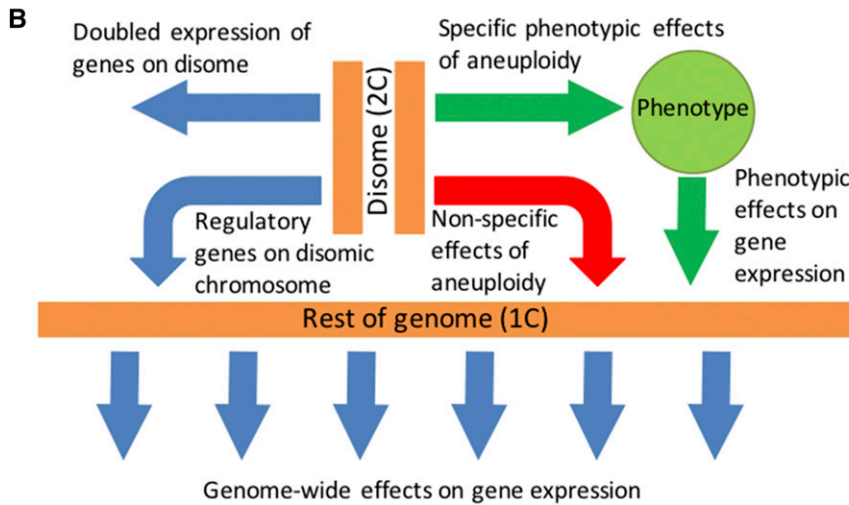 B
Doubled expression of
genes on disome
Specific phenotypic effects
of aneuploidy
Disome (2C)
Phenotype
Regulatory
genes on disomic
chromosome
Non-specific
effects of
aneuploidy
Phenotypic
effects on
gene
expression
Rest of genome (1C)
Genome-wide effects on gene expression